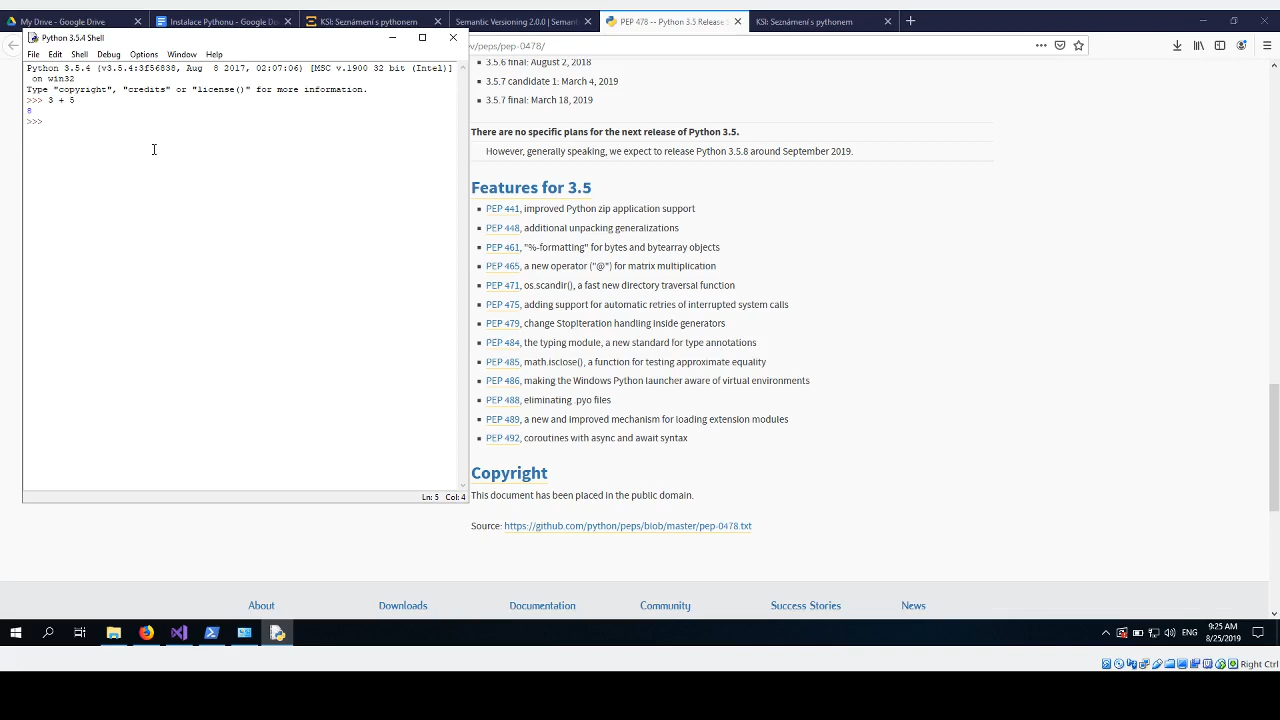 My Drive - Google Drive
Instalace Pythonu - Google Do
KSI: Seznámení s pythonem
Semantic Versioning 2.0.0 | Seman
PEP 478 -- Python 3.5 Release S
KSI: Seznámení s pythonem
Python 3.5.4 Shell
File Edit Shell Debug Options Window Help
Python 3.5.4 (v3.5.4:3f56838, Aug 8 2017, 02:07:06) [MSC v.1900 32 bit (Intel)]
on win32
Type "copyright", "credits" or "license()" for more information.
>>> 3 + 5
8
>>>
Ln: 5 Col: 4
v/peps/pep-0478/
3.5.6 final: August 2, 2018
3.5.7 candidate 1: March 4, 2019
3.5.7 final: March 18, 2019
There are no specific plans for the next release of Python 3.5.
However, generally speaking, we expect to release Python 3.5.8 around September 2019.
Features for 3.5
PEP 441, improved Python zip application support
PEP 448, additional unpacking generalizations
PEP 461, "%-formatting" for bytes and bytearray objects
PEP 465, a new operator ("@") for matrix multiplication
PEP 471, os.scandir(), a fast new directory traversal function
PEP 475, adding support for automatic retries of interrupted system calls
PEP 479, change StopIteration handling inside generators
PEP 484, the typing module, a new standard for type annotations
PEP 485, math.isclose(), a function for testing approximate equality
PEP 486, making the Windows Python launcher aware of virtual environments
PEP 488, eliminating .pyo files
PEP 489, a new and improved mechanism for loading extension modules
PEP 492, coroutines with async and await syntax
Copyright
This document has been placed in the public domain.
Source: https://github.com/python/peps/blob/master/pep-0478.txt
About Downloads Documentation Community Success Stories News
ENG
9:25 AM
8/25/2019
Right Ctrl